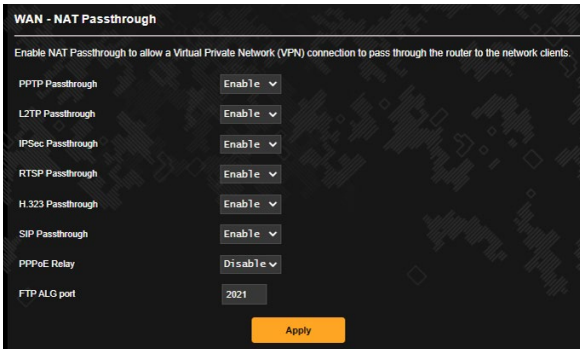 WAN - NAT Passthrough
Enable NAT Passthrough to allow a Virtual Private Network (VPN) connection to pass through the router to the network clients.
PPTP Passthrough Enable
L2TP Passthrough Enable
IPSec Passthrough Enable
RTSP Passthrough Enable
H.323 Passthrough Enable
SIP Passthrough Enable
PPPoE Relay Disable
FTP ALG port 2021
Apply